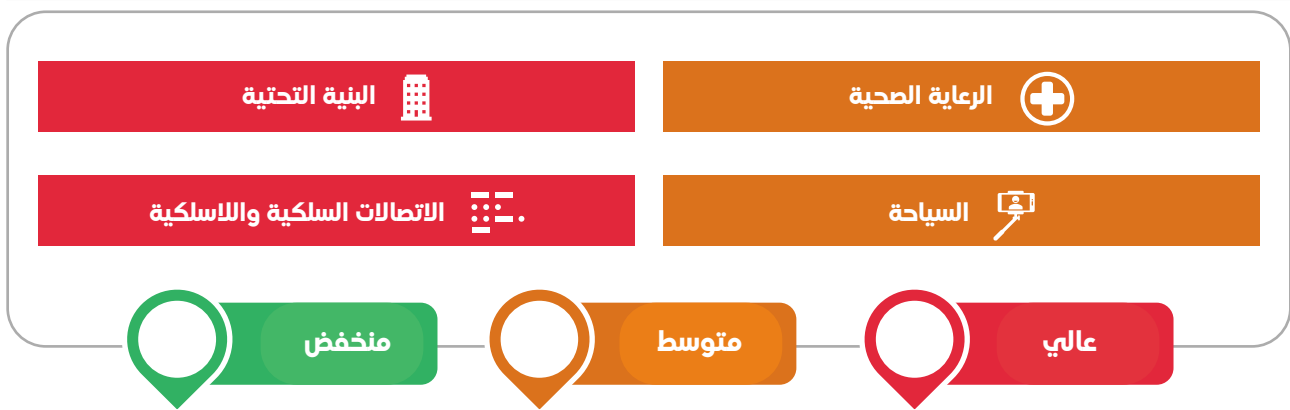 الرعاية الصحية
البنية التحتية
السياحة
الاتصالات السلكية واللاسلكية
عالي
متوسط
منخفض